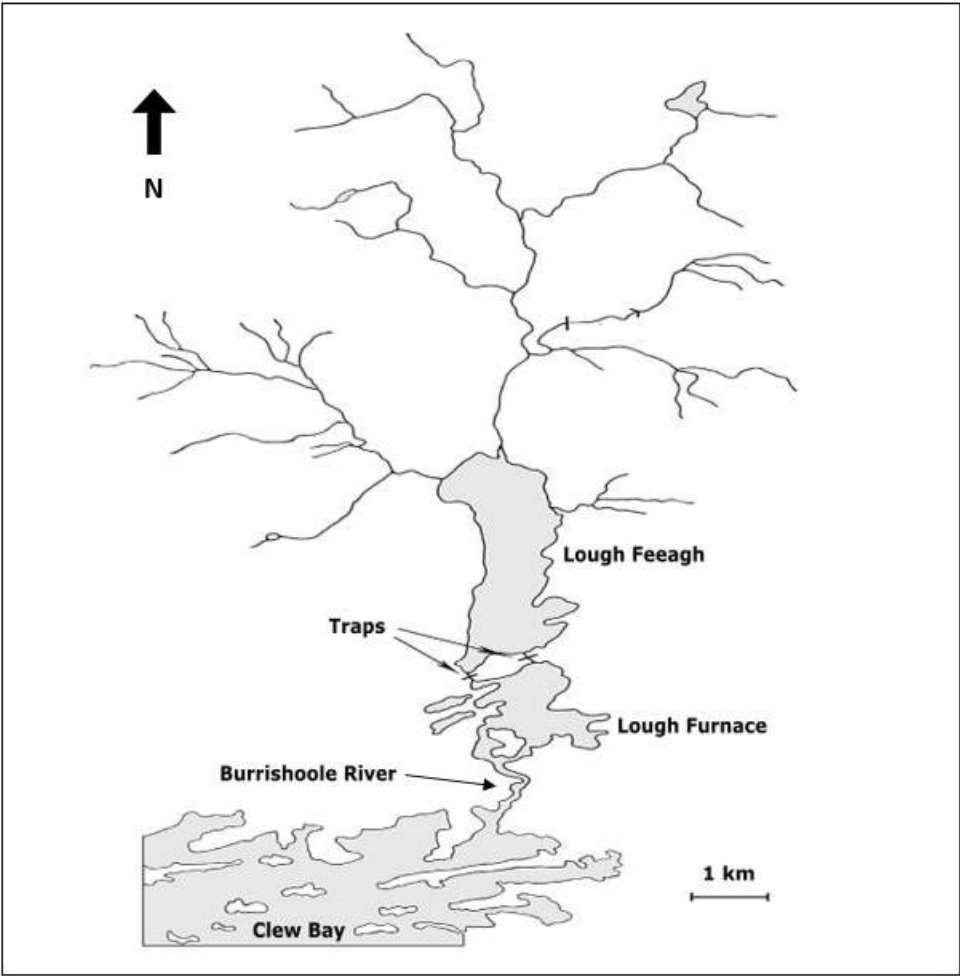 N
Lough Feeagh
Traps
Lough Furnace
Burrishoole River
1 km
Clew Bay